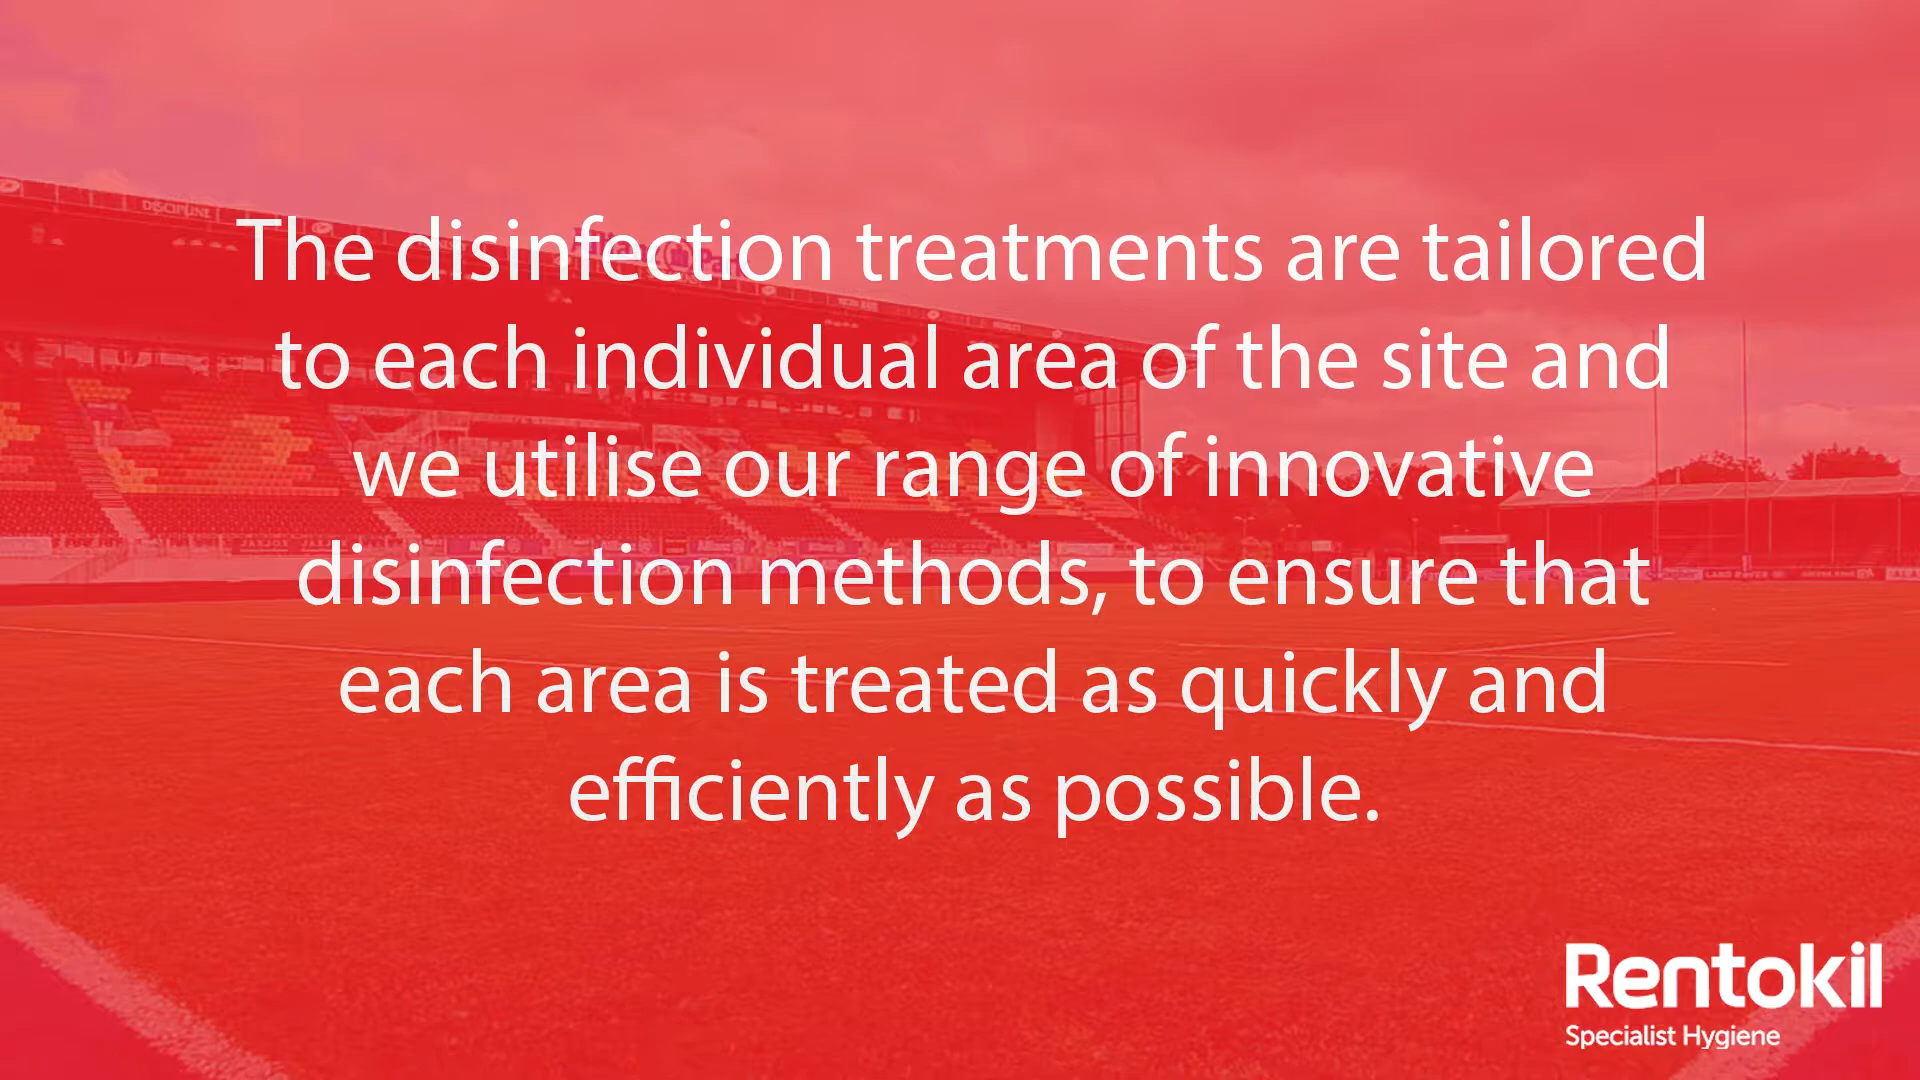 DISCIPLINE
The disinfection treatments are tailored
to each individual area of the site and
we utilise our range of innovative
disinfection methods, to ensure that
each area is treated as quickly and
efficiently as possible.
Rentokil
Specialist Hygiene